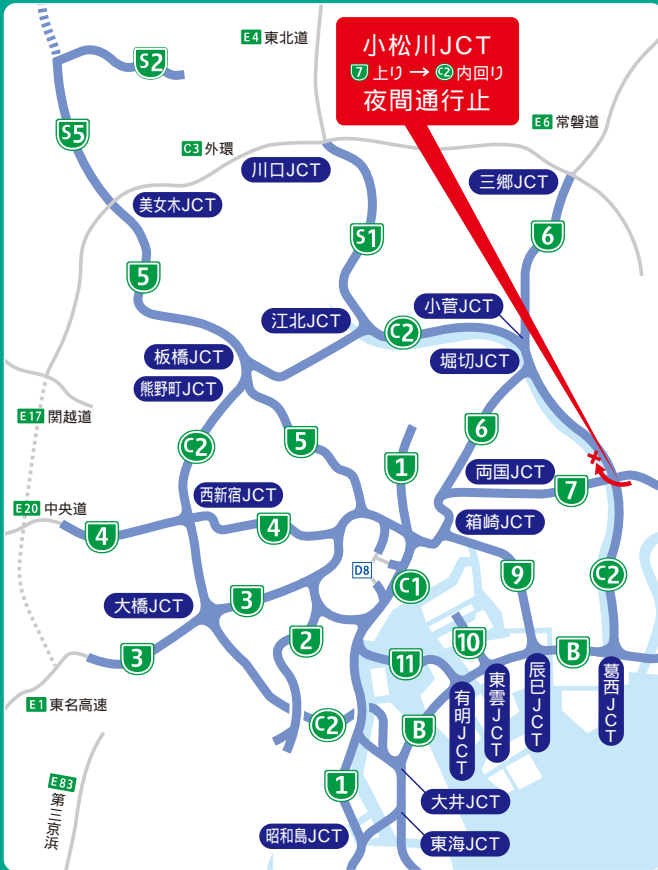 小松川JCT
7 上り → C2 内回り
夜間通行止
E4 東北道
S2
E6 常磐道
S5
C3 外環
川口JCT
三郷JCT
美女木JCT
6
S1
5
小菅JCT
江北JCT
C2
板橋JCT
堀切JCT
熊野町JCT
E17 関越道
6
C2
5
1
両国JCT
7
西新宿JCT
E20 中央道
4
4
箱崎JCT
D8
9
C2
C1
大橋JCT
3
2
10
B
11
3
辰巳JCT
葛西JCT
東雲JCT
有明JCT
E1 東名高速
C2
B
E83
第三京浜
1
大井JCT
昭和島JCT
東海JCT